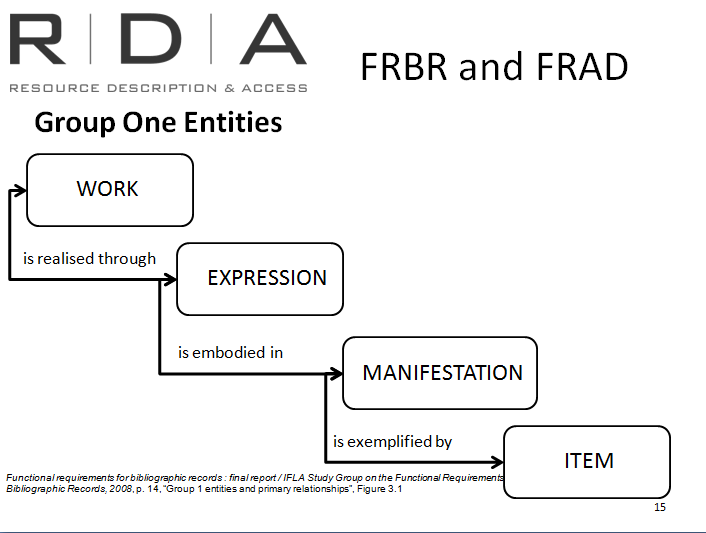 R | D | A
RESOURCE DESCRIPTION & ACCESS
FRBR and FRAD
Group One Entities
WORK
is realised through
EXPRESSION
is embodied in
MANIFESTATION
is exemplified by
ITEM
Functional requirements for bibliographic records : final report / IFLA Study Group on the Functional Requirements
Bibliographic Records, 2008, p. 14, “Group 1 entities and primary relationships”, Figure 3.1
15